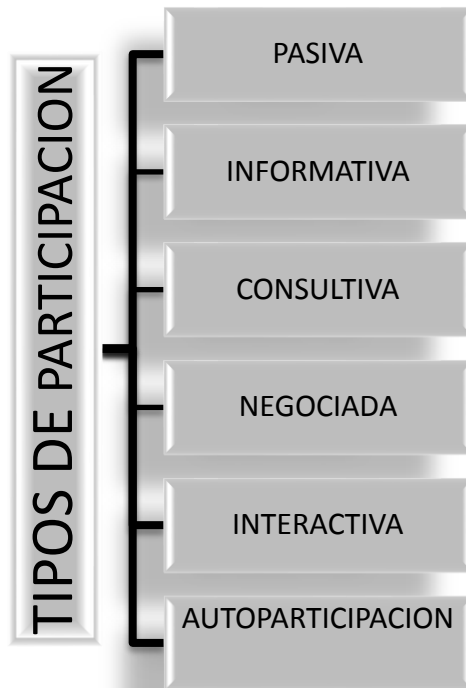 TIPOS DE PARTICIPACION
PASIVA
INFORMATIVA
CONSULTIVA
NEGOCIADA
INTERACTIVA
AUTOPARTICIPACION